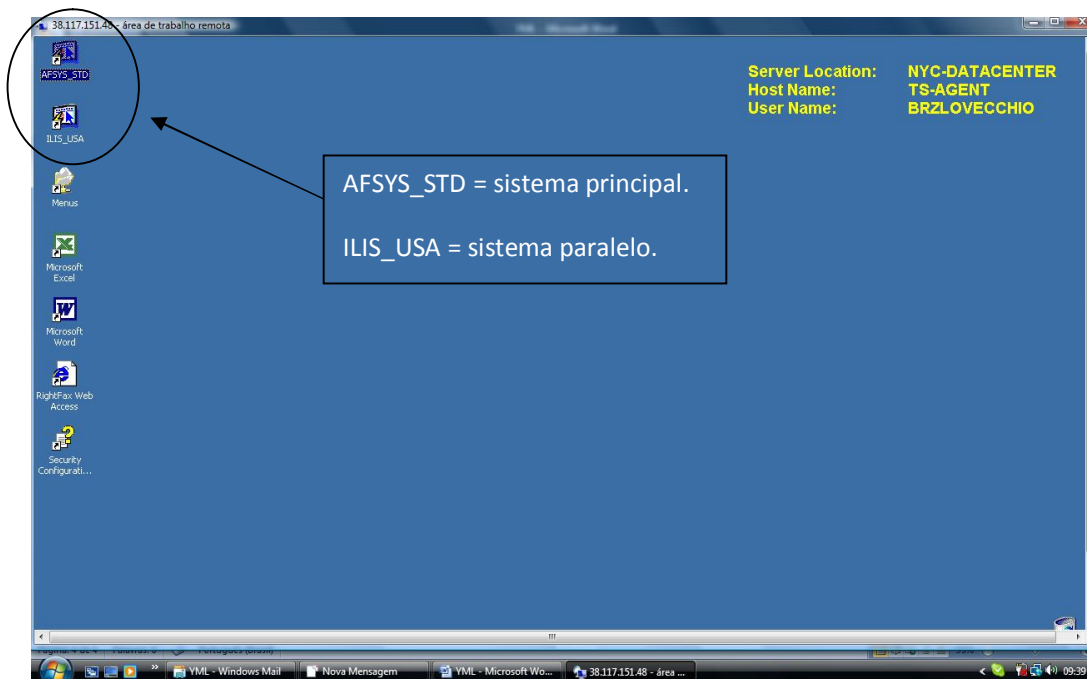 38.117.151.48 - área de trabalho remota
AFSYS_STD
Server Location: NYC-DATACENTER
Host Name: TS-AGENT
User Name: BRZLOVECCHIO
ILIS_USA
AFSYS_STD = sistema principal.
ILIS_USA = sistema paralelo.
Menus
Microsoft
Excel
Microsoft
Word
RightFax Web
Access
Security
Configurati...
YML - Windows Mail
Nova Mensagem
YML - Microsoft Wo...
38.117.151.48 - área ...
09:39